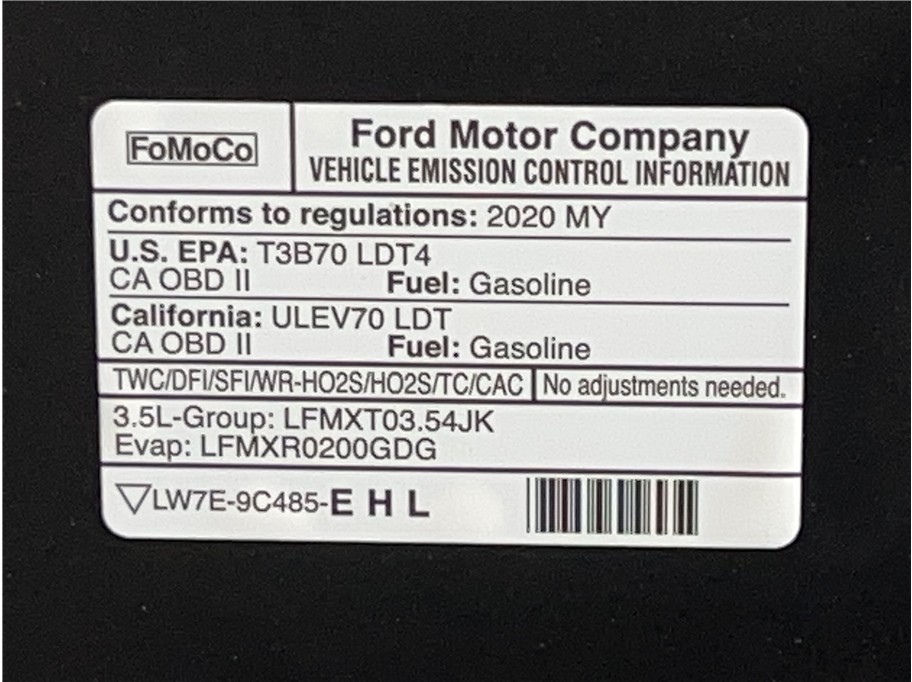 FoMoCo
Ford Motor Company
VEHICLE EMISSION CONTROL INFORMATION
Conforms to regulations: 2020 MY
U.S. EPA: T3B70 LDT4
CA OBD II Fuel: Gasoline
California: ULEV70 LDT
CA OBD II Fuel: Gasoline
TWC/DFI/SFI/WR-HO2S/HO2S/TC/CAC No adjustments needed.
3.5L-Group: LFMXT03.54JK
Evap: LFMXR0200GDG
▽LW7E-9C485-E H L